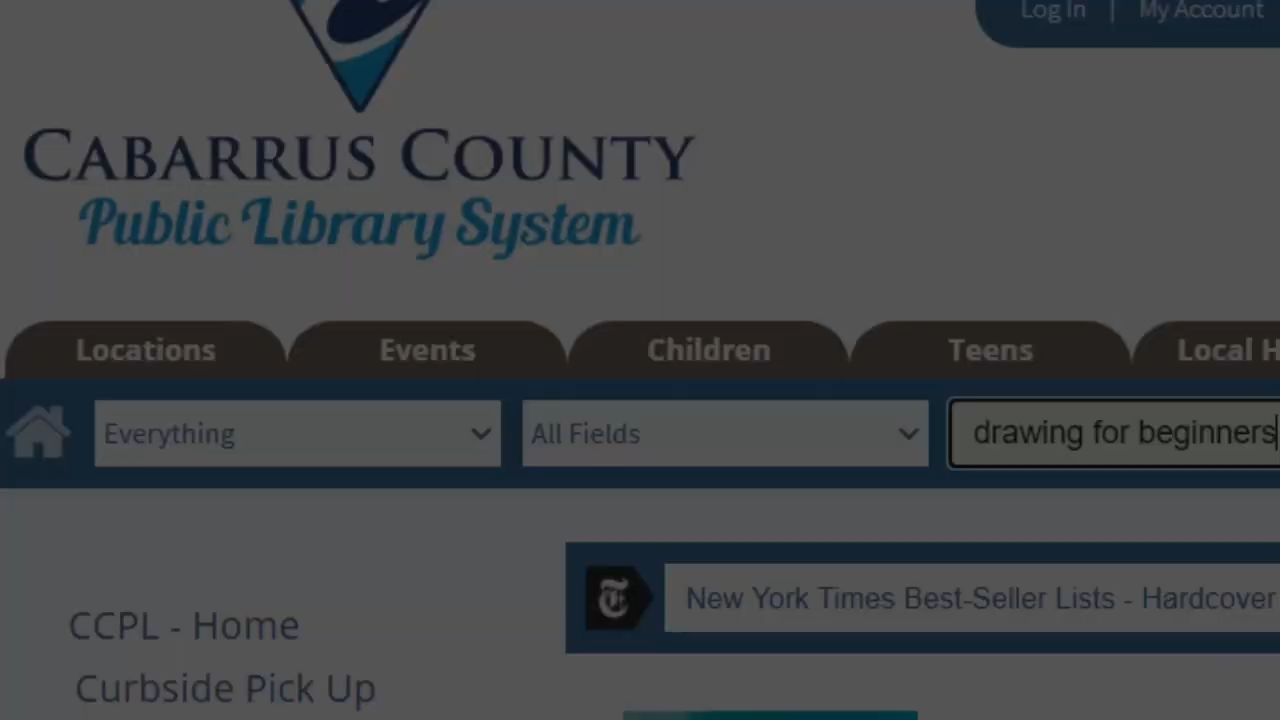 Log In | My Account
CABARRUS COUNTY
Public Library System
Locations Events Children Teens Local H
Everything All Fields drawing for beginners
T New York Times Best-Seller Lists - Hardcover
CCPL - Home
Curbside Pick Up